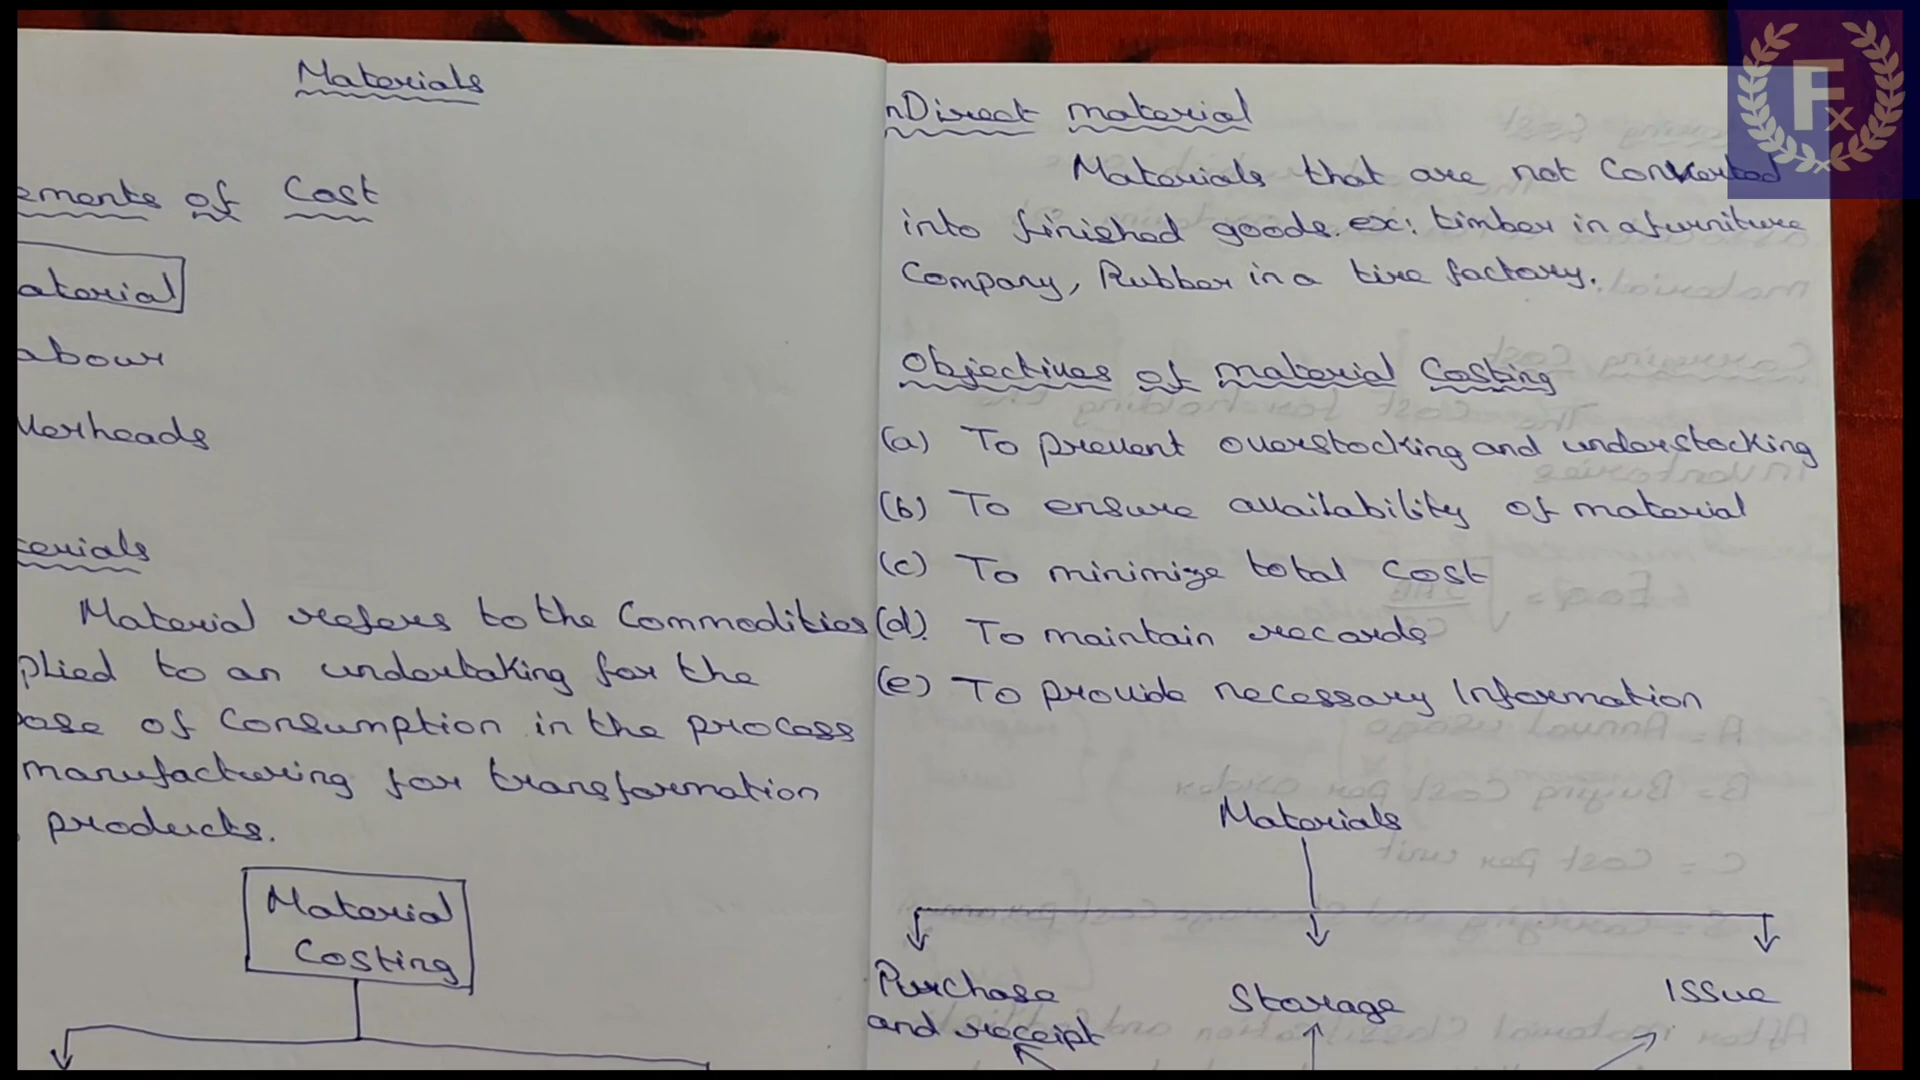 Materials
ements of Cost
aterial
abour
verheads
terials
Material refers to the Commodities
plied to an undertaking for the
ose of Consumption in the process
manufacturing for transformation
products.
Material
Costing
nDirect material
Materials that are not Converted
into finished goods. ex: timber in a furniture
Company, Rubber in a tire factory.
Objectives of material Costing
(a) To prevent overstocking and understocking
(b) To ensure availability of material
(c) To minimize total Cost
(d) To maintain records
(e) To provide necessary Information
Materials
Purchase
and receipt
Storage
Issue
Fx